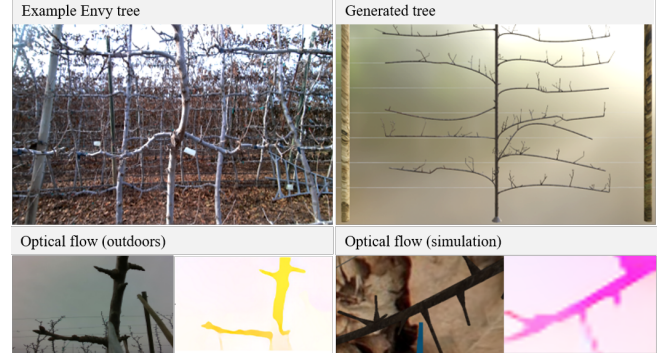 Example Envy tree
Generated tree
Optical flow (outdoors)
Optical flow (simulation)